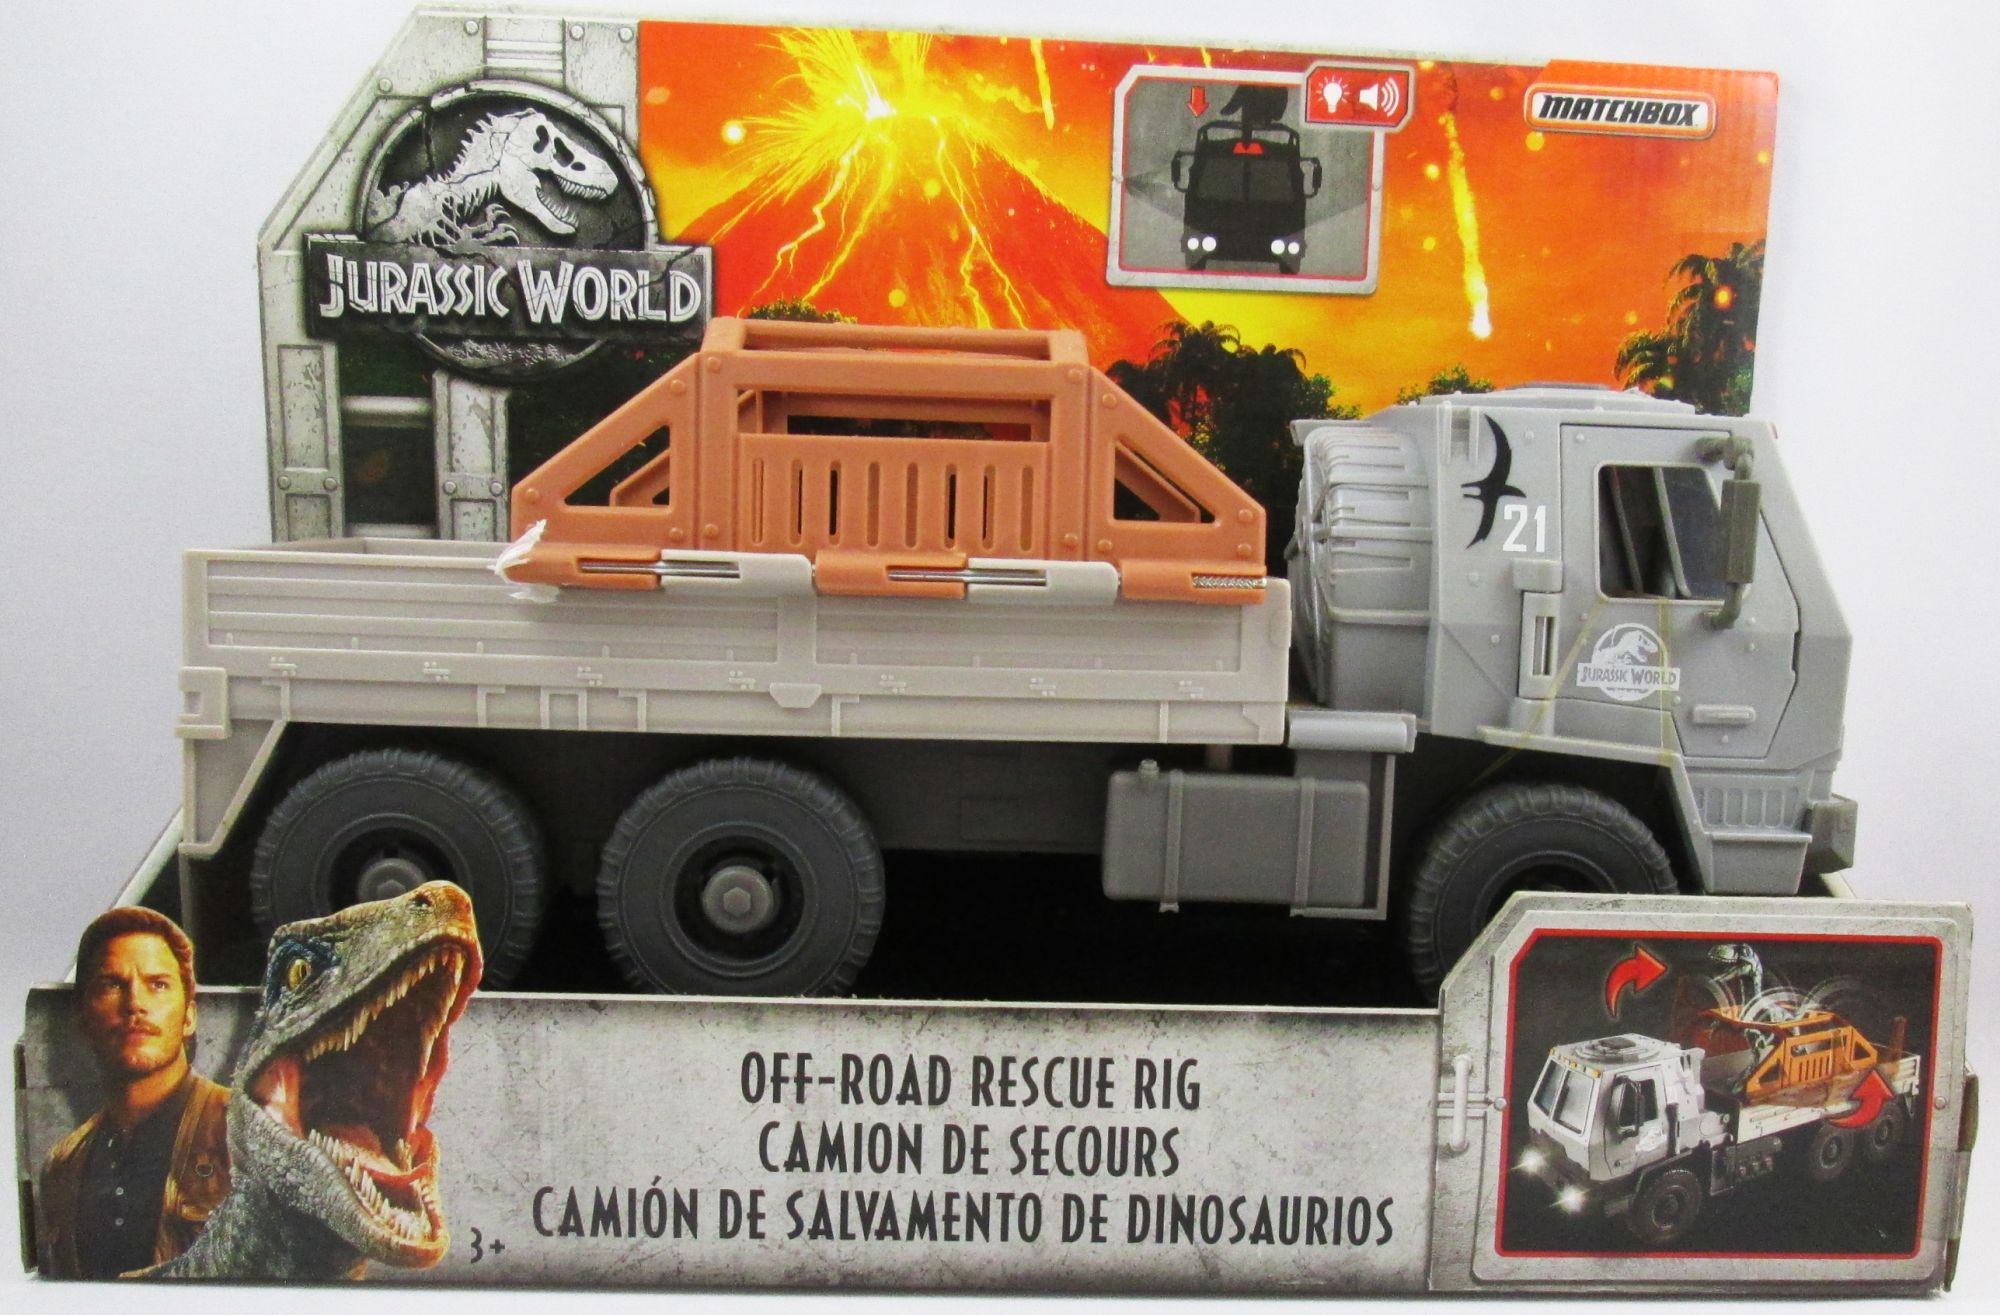 JURASSIC WORLD
MATCHBOX
21
JURASSIC WORLD
OFF-ROAD RESCUE RIG
CAMION DE SECOURS
CAMIÓN DE SALVAMENTO DE DINOSAURIOS
3+